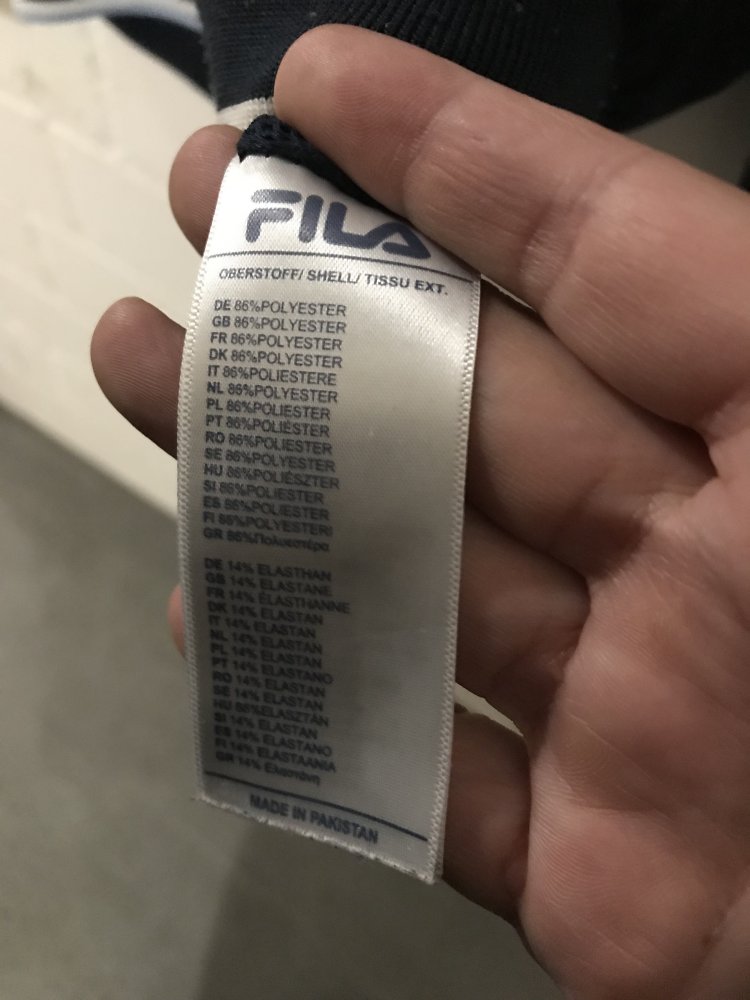 FILA
OBERSTOFF/ SHELL/ TISSU EXT.
DE 86%POLYESTER
GB 86%POLYESTER
FR 86%POLYESTER
DK 86%POLYESTER
IT 86%POLIESTERE
NL 86%POLYESTER
PL 86%POLIESTER
PT 86%POLIÉSTER
RO 86%POLIESTER
SE 86%POLYESTER
HU 86%POLIÉSZTER
SI 86%POLIESTER
ES 86%POLIESTER
FI 86%POLYESTERI
GR 86%Πολυεστέρα
DE 14% ELASTHAN
GB 14% ELASTANE
FR 14% ÉLASTHANNE
DK 14% ELASTAN
IT 14% ELASTAN
NL 14% ELASTAN
PL 14% ELASTAN
PT 14% ELASTANO
RO 14% ELASTAN
SE 14% ELASTAN
HU 86%ELASZTÁN
SI 14% ELASTAN
ES 14% ELASTANO
FI 14% ELASTAANIA
GR 14% Ελαστάνη
MADE IN PAKISTAN